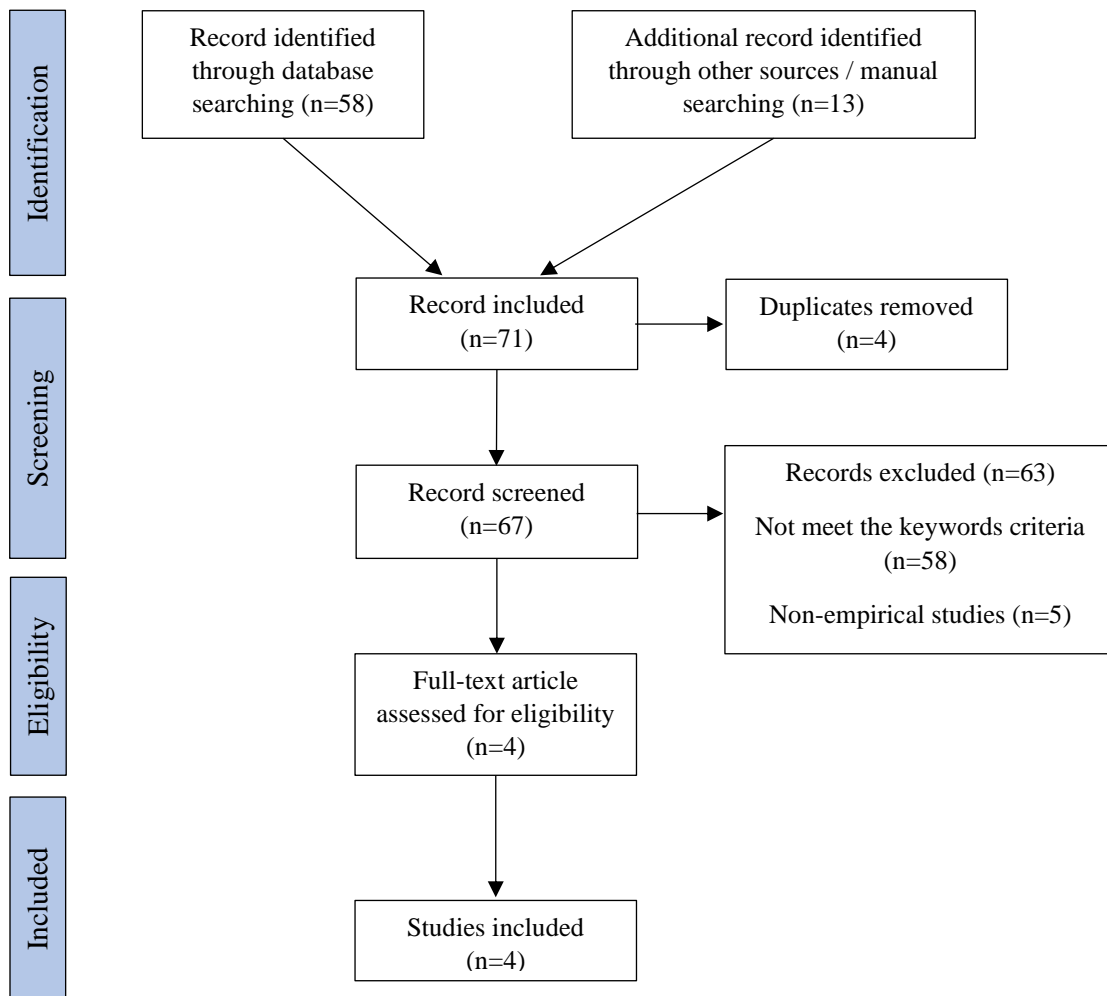 Identification
Record identified
through database
searching (n=58)
Additional record identified
through other sources / manual
searching (n=13)
Screening
Record included
(n=71)
Duplicates removed
(n=4)
Record screened
(n=67)
Records excluded (n=63)
Not meet the keywords criteria
(n=58)
Non-empirical studies (n=5)
Eligibility
Full-text article
assessed for eligibility
(n=4)
Included
Studies included
(n=4)